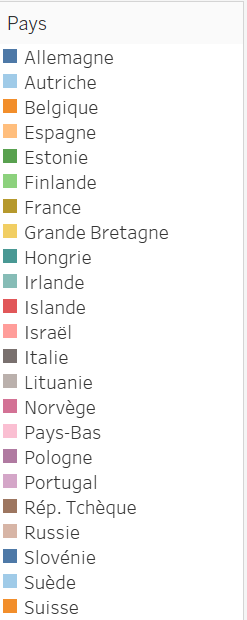 Pays
Allemagne
Autriche
Belgique
Espagne
Estonie
Finlande
France
Grande Bretagne
Hongrie
Irlande
Islande
Israël
Italie
Lituanie
Norvège
Pays-Bas
Pologne
Portugal
Rép. Tchèque
Russie
Slovénie
Suède
Suisse